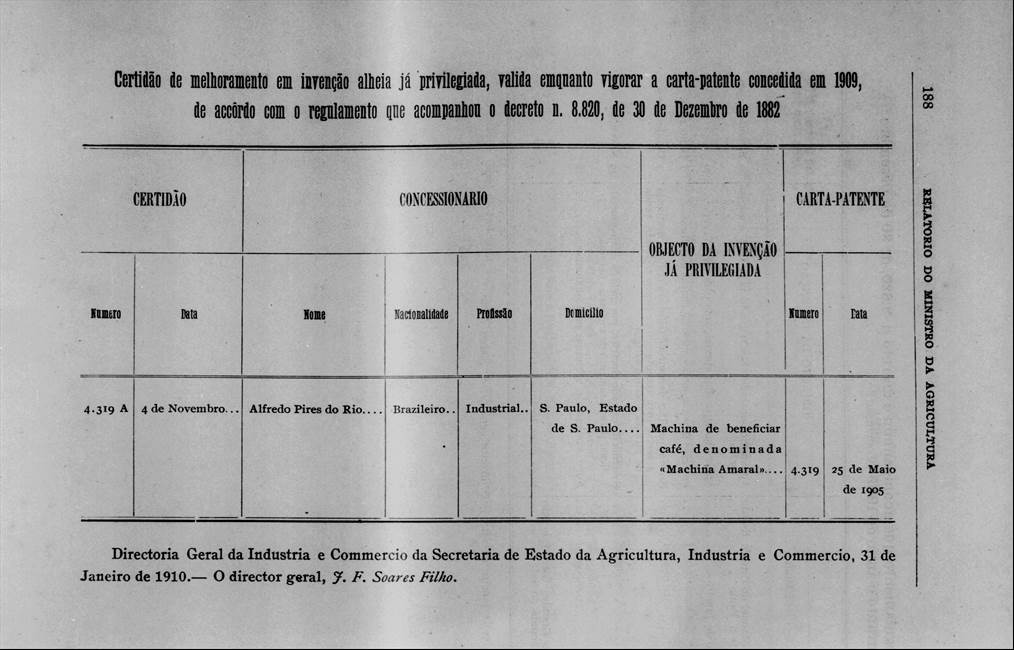 Certidão de melhoramento em invenção alheia já privilegiada, valida emquanto vigorar a carta-patente concedida em 1909,
de accôrdo com o regulamento que acompanhou o decreto n. 8.820, de 30 de Dezembro de 1882
CERTIDÃO
CONCESSIONARIO
OBJECTO DA INVENÇÃO
JÁ PRIVILEGIADA
CARTA-PATENTE
Numero
Data
Nome
Nacionalidade
Profissão
Domicilio
Numero
Data
4.319 A
4 de Novembro...
Alfredo Pires do Rio....
Brazileiro..
Industrial..
S. Paulo, Estado
de S. Paulo....
Machina de beneficiar
café, denominada
«Machina Amaral»....
4.319
25 de Maio
de 1905
Directoria Geral da Industria e Commercio da Secretaria de Estado da Agricultura, Industria e Commercio, 31 de
Janeiro de 1910.— O director geral, J. F. Soares Filho.
188
RELATORIO DO MINISTRO DA AGRICULTURA